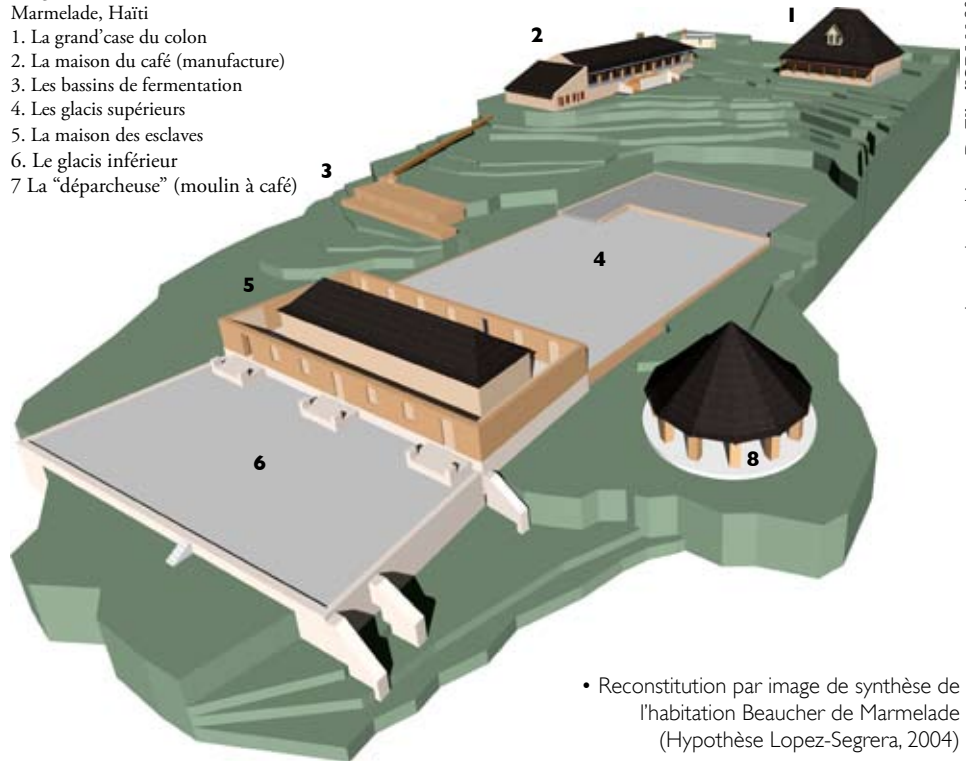 Marmelade, Haïti
1. La grand'case du colon
2. La maison du café (manufacture)
3. Les bassins de fermentation
4. Les glacis supérieurs
5. La maison des esclaves
6. Le glacis inférieur
7 La “déparcheuse” (moulin à café)
1
2
3
4
5
6
8
• Reconstitution par image de synthèse de
l'habitation Beaucher de Marmelade
(Hypothèse Lopez-Segrera, 2004)